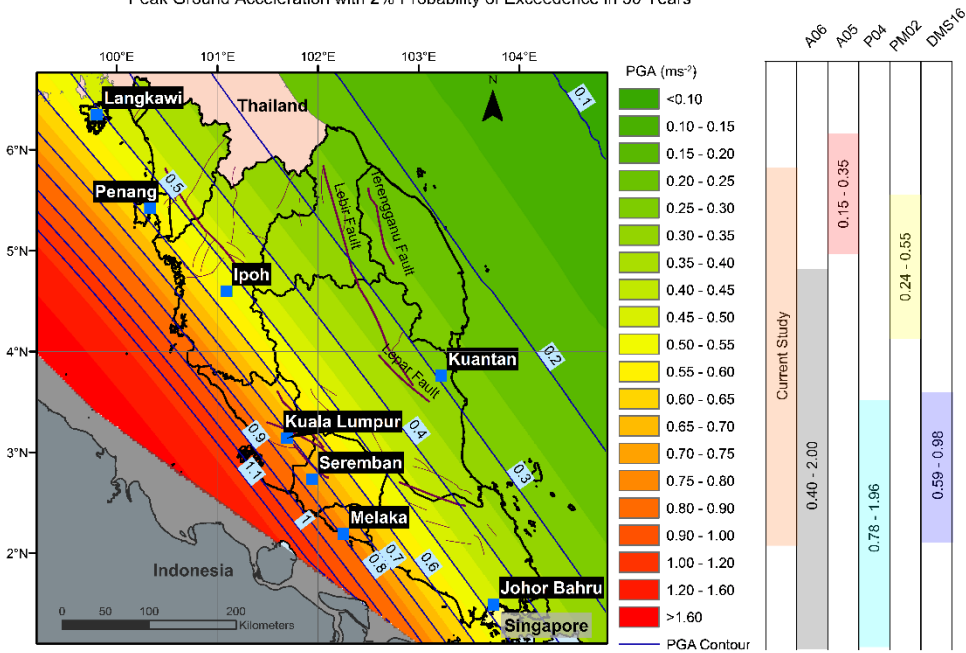 Peak Ground Acceleration with 2% Probability of Exceedence in 50 Years
100°E
101°E
102°E
103°E
104°E
6°N
5°N
4°N
3°N
2°N
Langkawi
Thailand
N
0.1
Penang
0.5
Lebir Fault
Terengganu Fault
Ipoh
0.2
Kuantan
Lepar Fault
Kuala Lumpur
0.4
0.9
Seremban
1.1
0.3
Melaka
1
0.7
0.6
0.8
Indonesia
Johor Bahru
Singapore
0 50 100 200
Kilometers
PGA (ms-2)
<0.10
0.10 - 0.15
0.15 - 0.20
0.20 - 0.25
0.25 - 0.30
0.30 - 0.35
0.35 - 0.40
0.40 - 0.45
0.45 - 0.50
0.50 - 0.55
0.55 - 0.60
0.60 - 0.65
0.65 - 0.70
0.70 - 0.75
0.75 - 0.80
0.80 - 0.90
0.90 - 1.00
1.00 - 1.20
1.20 - 1.60
>1.60
PGA Contour
A06
A05
P04
PM02
DMS16
Current Study
0.40 - 2.00
0.15 - 0.35
0.78 - 1.96
0.24 - 0.55
0.59 - 0.98